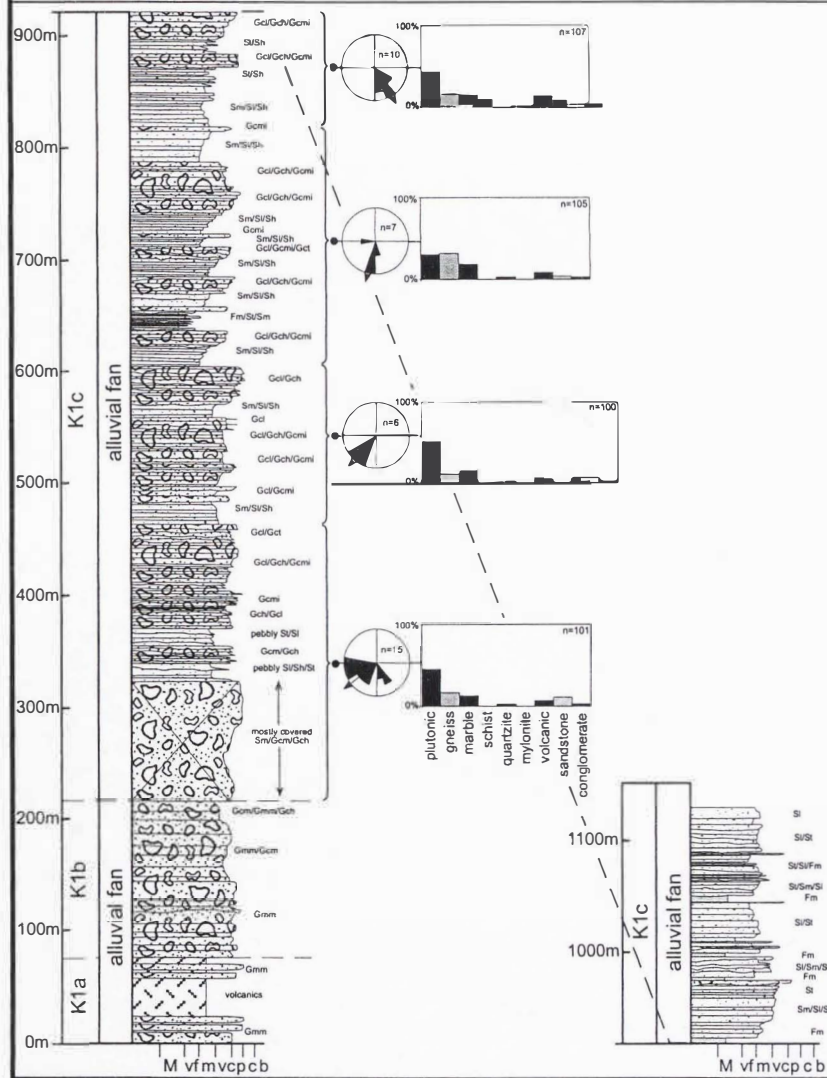 900m
800m
700m
600m
500m
400m
300m
200m
100m
0m
K1c
K1b
K1a
alluvial fan
alluvial fan
Gcl/Gch/Gcmi
Sl/Sh
Gcl/Gch/Gcmi
Sl/Sh
Sm/Sl/Sh
Gcmi
Sm/Sl/Sh
Gcl/Gch/Gcmi
Gcl/Gch/Gcmi
Sm/Sl/Sh
Gcmi
Sm/Sl/Sh
Gcl/Gcmi/Gct
Sm/Sl/Sh
Gcl/Gch/Gcmi
Sm/Sl/Sh
Fm/St/Sm
Gcl/Gch/Gcmi
Sm/Sl/Sh
Gcl/Gch
Sm/Sl/Sh
Gcl
Gcl/Gch/Gcmi
Gcl/Gch/Gcmi
Gcl/Gcmi
Sm/Sl/Sh
Gcl/Gct
Gcl/Gch/Gcmi
Gcmi
Gch/Gcl
pebbly St/Sl
Gcm/Gch
pebbly Sl/Sh/St
mostly covered
Sm/Gcm/Gch
Gcm/Gmm/Gch
Gmm/Gcm
Gmm
Gmm
volcanics
Gmm
M vf m vc p c b
n=10
100%
n=107
0%
n=7
100%
n=105
0%
n=6
100%
n=100
0%
n=15
100%
n=101
0%
plutonic
gneiss
marble
schist
quartzite
mylonite
volcanic
sandstone
conglomerate
1100m
1000m
K1c
alluvial fan
Sl
Sl/St
St/Sl/Fm
St/Sm/Sl
Fm
Sl/St
Fm
Sl/Sm/S
Fm
St
Sm/Sl/S
Fm
M vf m vc p c b